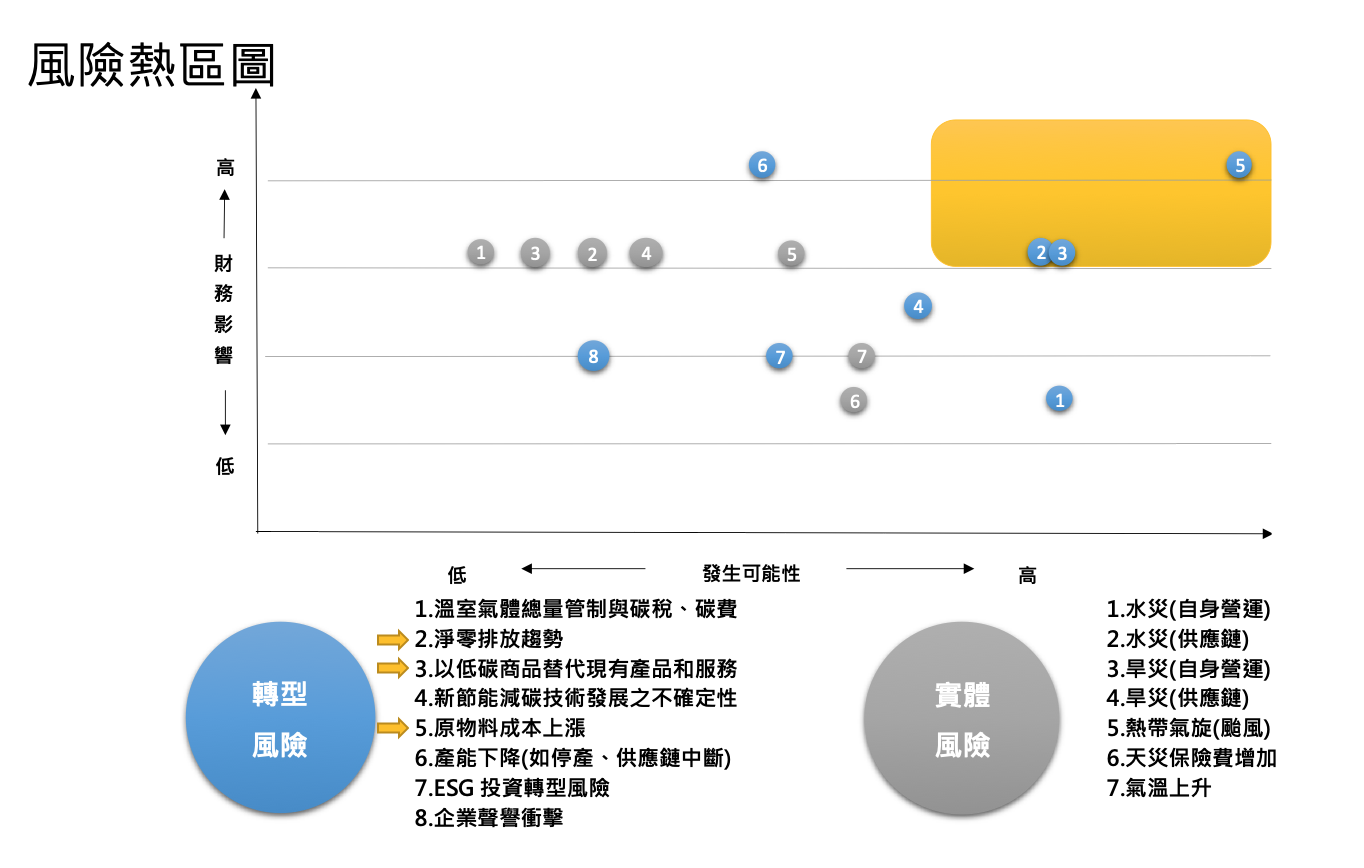 風險熱區圖
高
財
務
影
響
低
6
5
1
3
2
4
5
2
3
4
8
7
7
6
1
低
發生可能性
高
轉型
風險
1.溫室氣體總量管制與碳稅、碳費
2.淨零排放趨勢
3.以低碳商品替代現有產品和服務
4.新節能減碳技術發展之不確定性
5.原物料成本上漲
6.產能下降(如停產、供應鏈中斷)
7.ESG 投資轉型風險
8.企業聲譽衝擊
實體
風險
1.水災(自身營運)
2.水災(供應鏈)
3.旱災(自身營運)
4.旱災(供應鏈)
5.熱帶氣旋(颱風)
6.天災保險費增加
7.氣溫上升